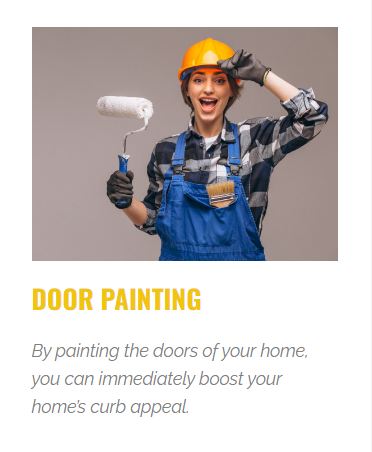 DOOR PAINTING
By painting the doors of your home,
you can immediately boost your
home's curb appeal.